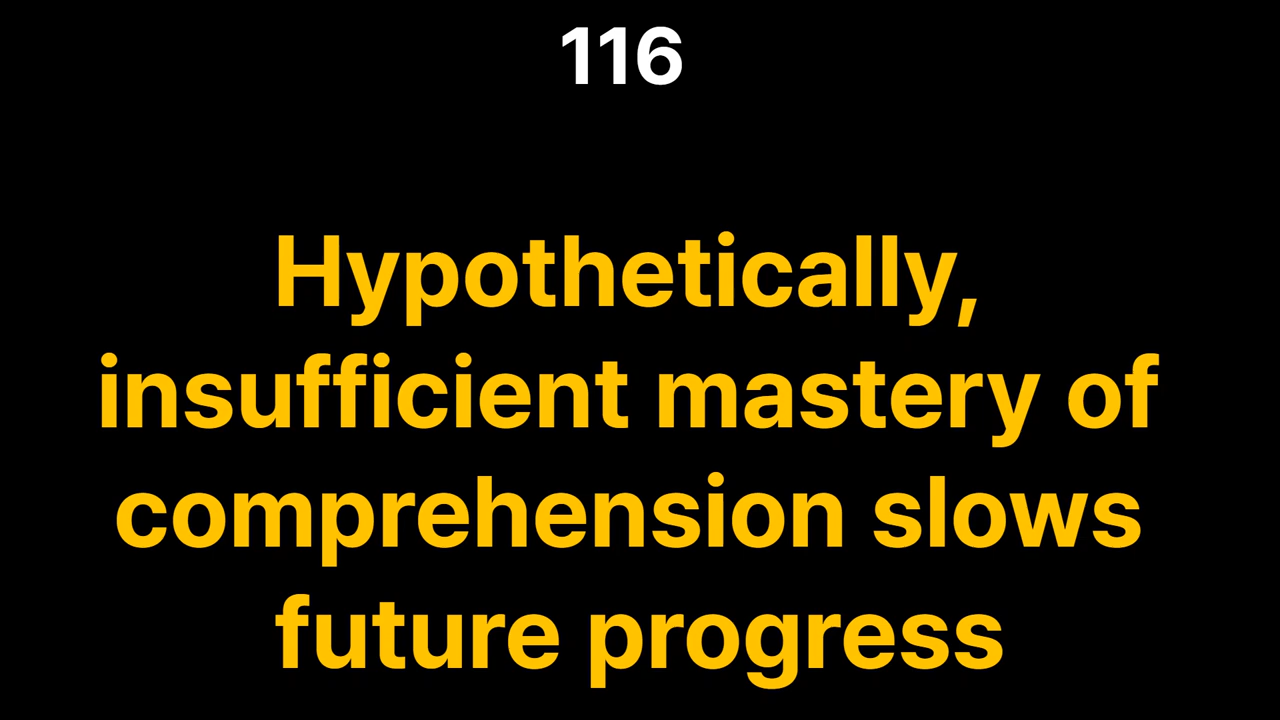 116
Hypothetically,
insufficient mastery of
comprehension slows
future progress